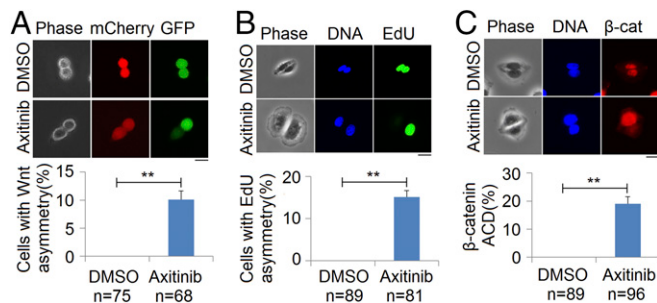 A
Phase mCherry GFP
DMSO
Axitinib
Cells with Wnt
asymmetry(%)
15
10
5
0
**
DMSO Axitinib
n=75 n=68
B
Phase DNA EdU
DMSO
Axitinib
Cells with EdU
asymmetry(%)
20
15
0
**
DMSO Axitinib
n=89 n=81
C
Phase DNA β-cat
DMSO
Axitinib
β-catenin
ACD(%)
30
20
10
0
**
DMSO Axitinib
n=89 n=96